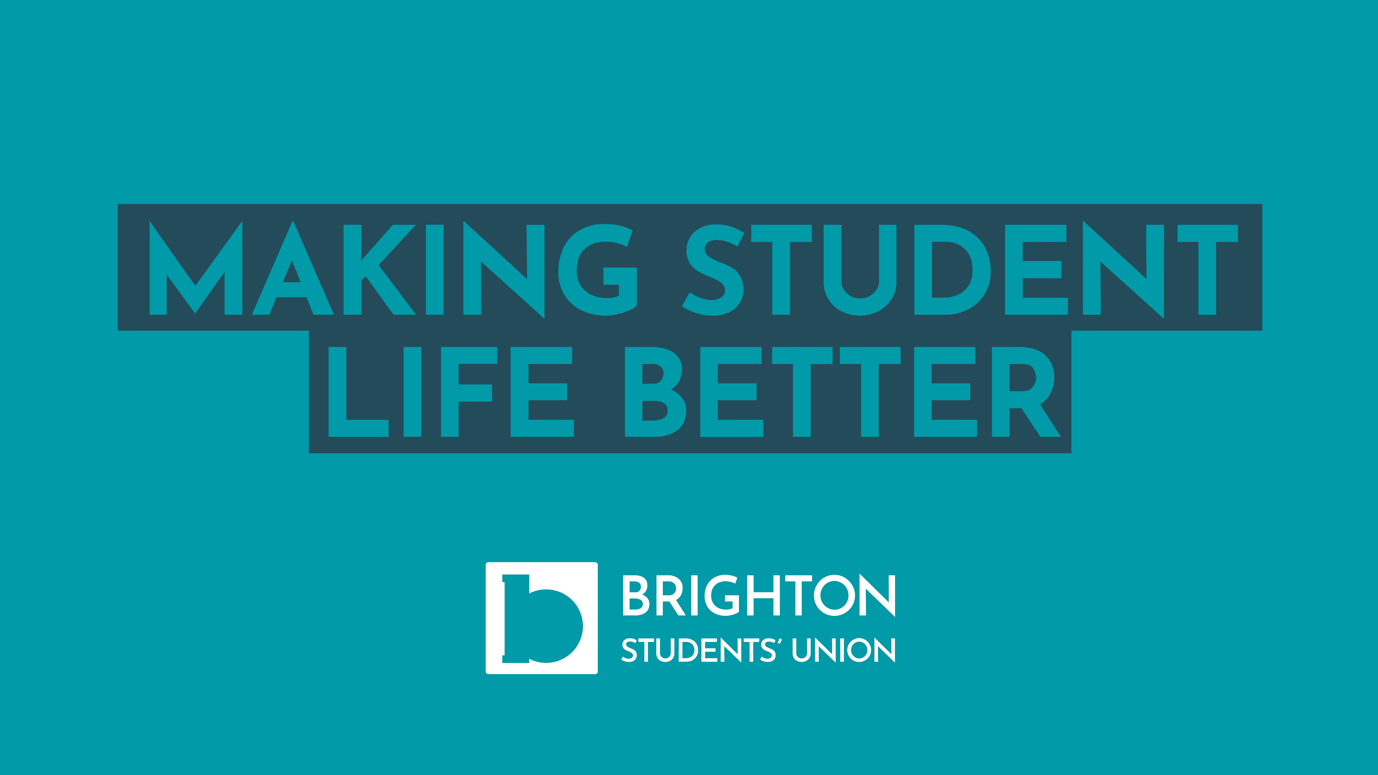 MAKING STUDENT
LIFE BETTER
b
BRIGHTON
STUDENTS’ UNION